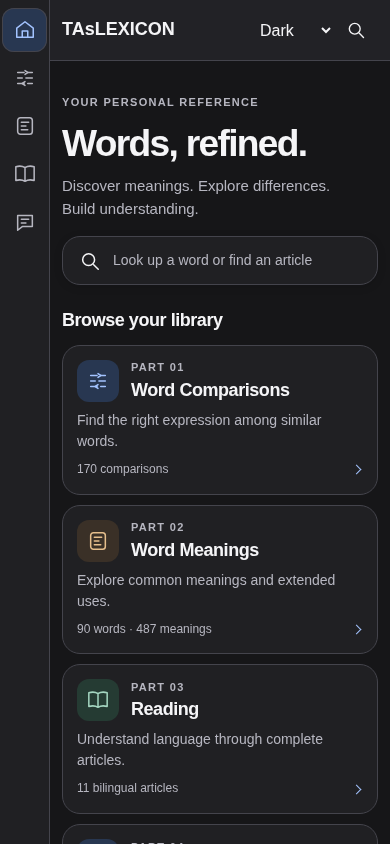 TAsLEXICON
Dark
YOUR PERSONAL REFERENCE
Words, refined.
Discover meanings. Explore differences.
Build understanding.
Look up a word or find an article
Browse your library
PART 01
Word Comparisons
Find the right expression among similar
words.
170 comparisons
PART 02
Word Meanings
Explore common meanings and extended
uses.
90 words · 487 meanings
PART 03
Reading
Understand language through complete
articles.
11 bilingual articles